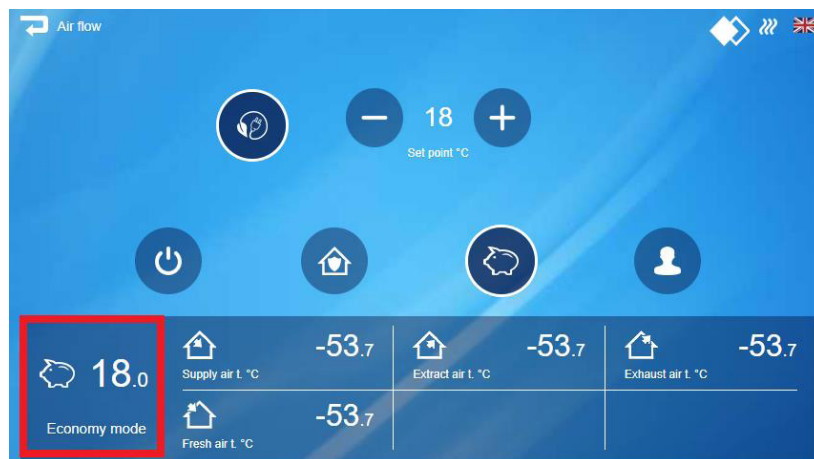 Air flow
18
Set point °C
18.0
Economy mode
-53.7
Supply air t. °C
-53.7
Extract air t. °C
-53.7
Exhaust air t. °C
-53.7
Fresh air t. °C